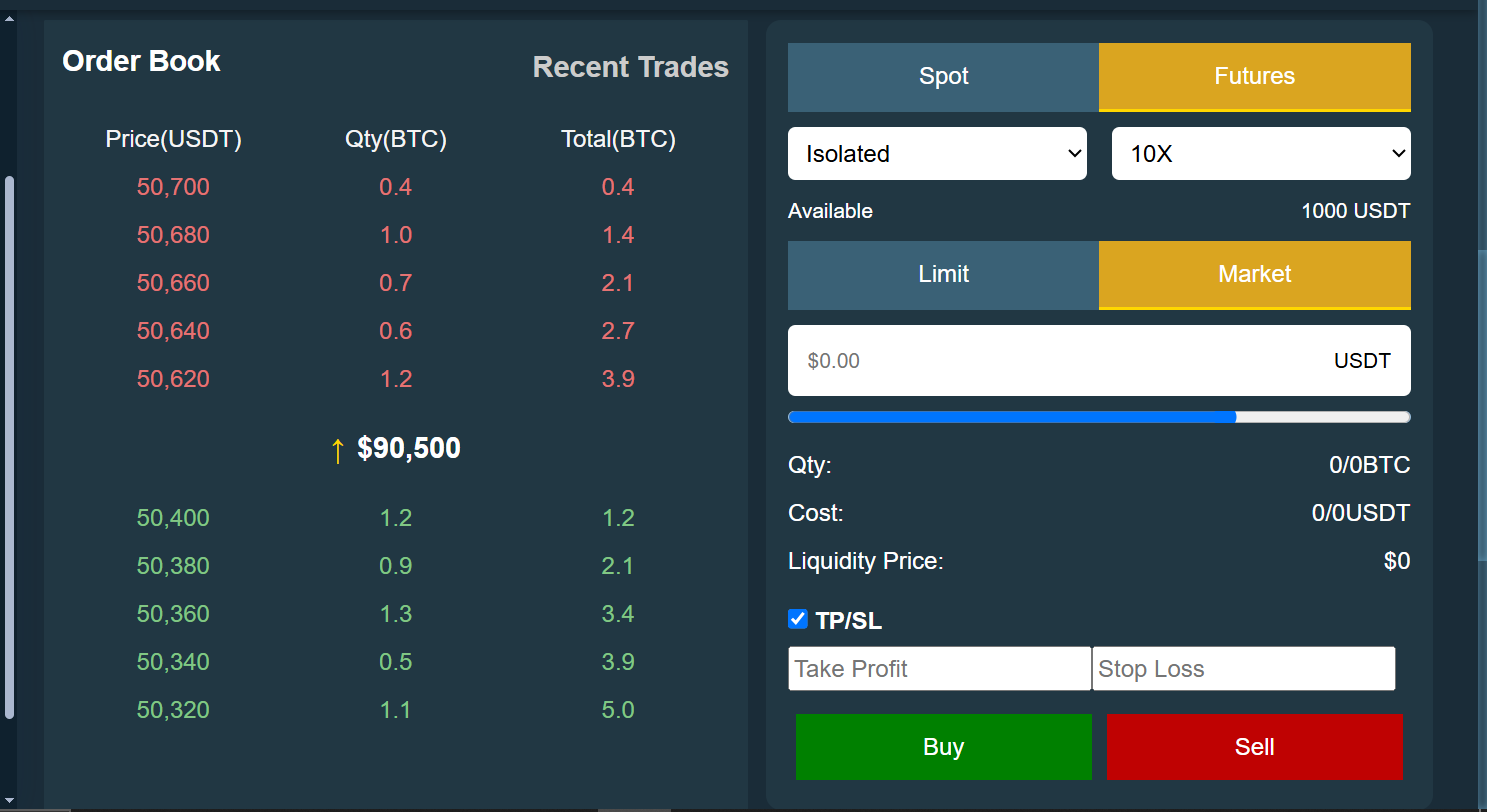 Order Book
Recent Trades
Price(USDT) Qty(BTC) Total(BTC)
50,700 0.4 0.4
50,680 1.0 1.4
50,660 0.7 2.1
50,640 0.6 2.7
50,620 1.2 3.9
↑ $90,500
50,400 1.2 1.2
50,380 0.9 2.1
50,360 1.3 3.4
50,340 0.5 3.9
50,320 1.1 5.0
Spot Futures
Isolated 10X
Available 1000 USDT
Limit Market
$0.00 USDT
Qty: 0/0BTC
Cost: 0/0USDT
Liquidity Price: $0
TP/SL
Take Profit Stop Loss
Buy Sell